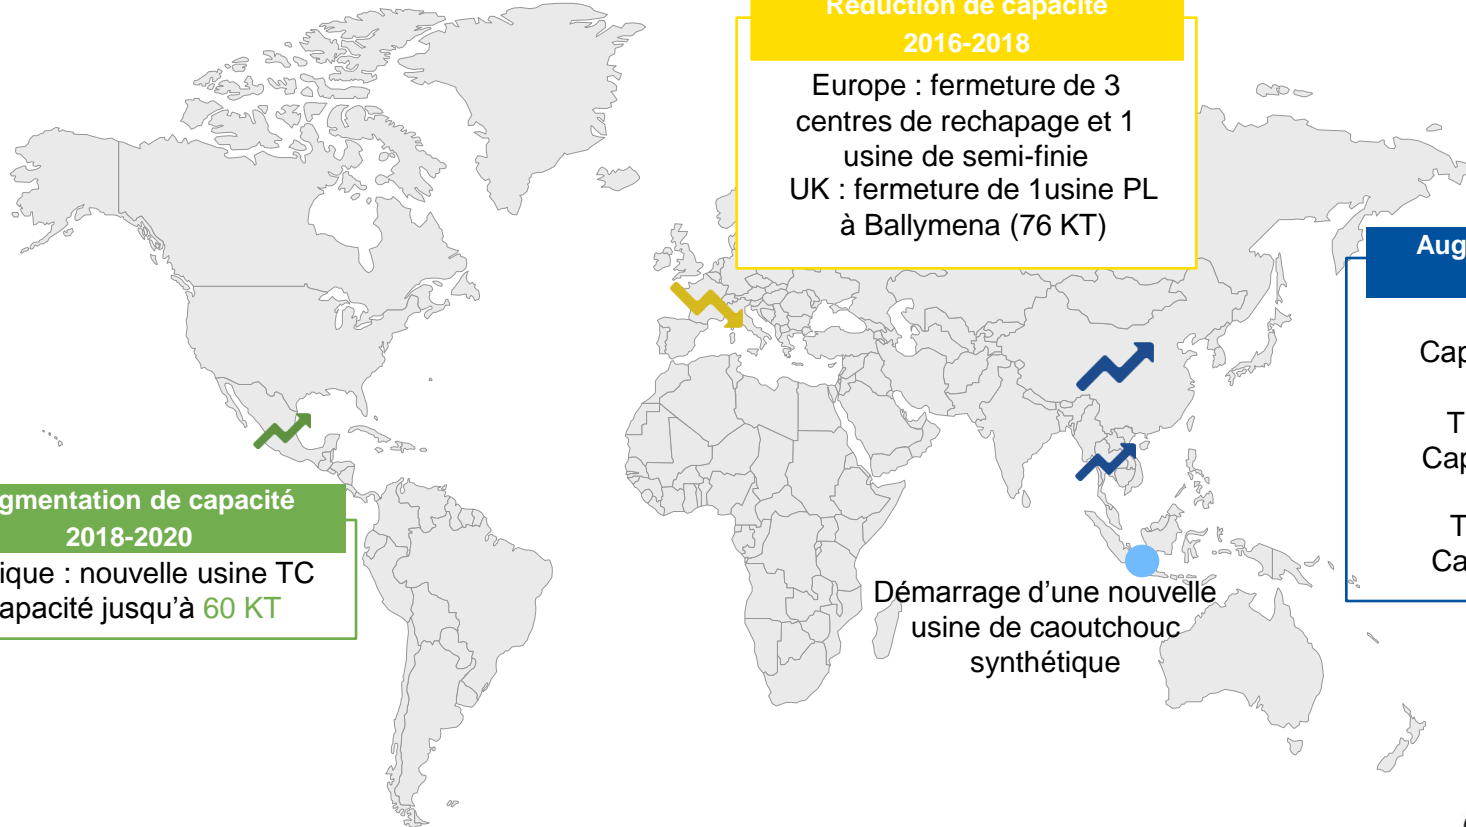 Réduction de capacité
2016-2018
Europe : fermeture de 3
centres de rechapage et 1
usine de semi-finie
UK : fermeture de 1usine PL
à Ballymena (76 KT)
gmentation de capacité
2018-2020
ique : nouvelle usine TC
apacité jusqu'à 60 KT
Démarrage d’une nouvelle
usine de caoutchouc
synthétique
Aug
Cap
T
Cap
T
Ca